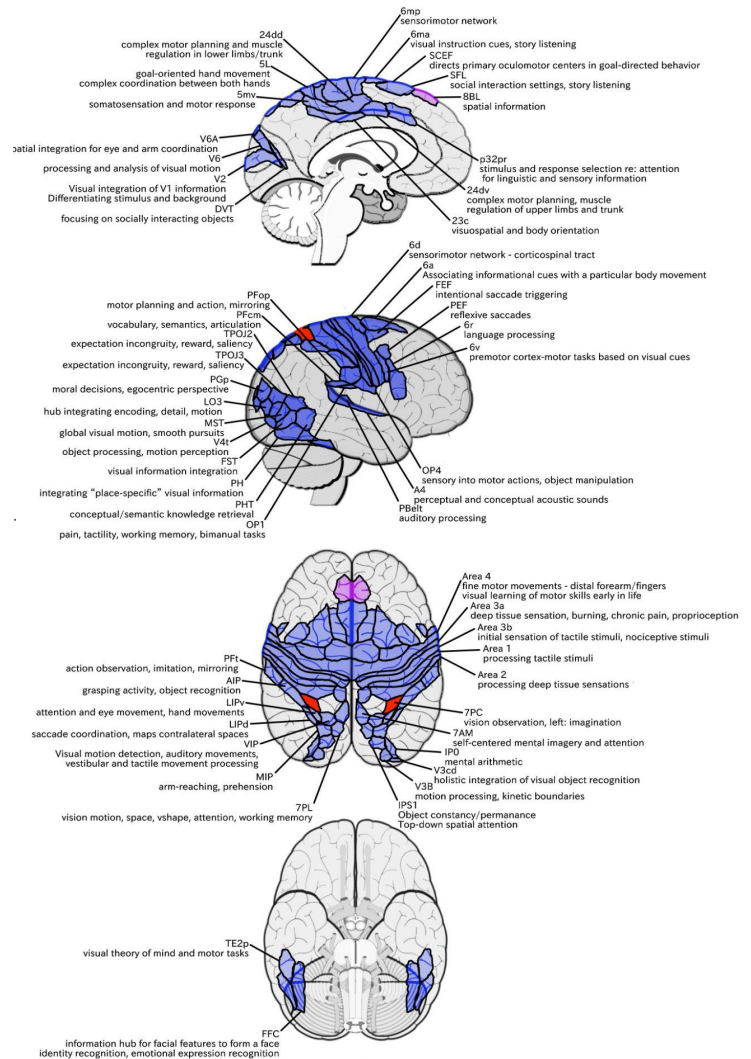 6mp
sensorimotor network
24dd
complex motor planning and muscle
regulation in lower limbs/trunk
6ma
visual instruction cues, story listening
SCEF
directs primary oculomotor centers in goal-directed behavior
5L
goal-oriented hand movement
complex coordination between both hands
SFL
social interaction settings, story listening
5mv
somatosensation and motor response
8BL
spatial information
V6A
patial integration for eye and arm coordination
V6
processing and analysis of visual motion
V2
Visual integration of V1 information
Differentiating stimulus and background
DVT
focusing on socially interacting objects
p32pr
stimulus and response selection re: attention
for linguistic and sensory information
24dv
complex motor planning, muscle
regulation of upper limbs and trunk
23c
visuospatial and body orientation
6d
sensorimotor network - corticospinal tract
6a
Associating informational cues with a particular body movement
FEF
intentional saccade triggering
PEF
reflexive saccades
6r
language processing
6v
premotor cortex-motor tasks based on visual cues
PFop
motor planning and action, mirroring
PFcm
vocabulary, semantics, articulation
TPOJ2
expectation incongruity, reward, saliency
TPOJ3
expectation incongruity, reward, saliency
PGp
moral decisions, egocentric perspective
LO3
hub integrating encoding, detail, motion
MST
global visual motion, smooth pursuits
V4t
object processing, motion perception
FST
visual information integration
PH
integrating "place-specific" visual information
PHT
conceptual/semantic knowledge retrieval
OP1
pain, tactility, working memory, bimanual tasks
OP4
sensory into motor actions, object manipulation
A4
perceptual and conceptual acoustic sounds
PBelt
auditory processing
Area 4
fine motor movements - distal forearm/fingers
visual learning of motor skills early in life
Area 3a
deep tissue sensation, burning, chronic pain, proprioception
Area 3b
initial sensation of tactile stimuli, nociceptive stimuli
Area 1
processing tactile stimuli
Area 2
processing deep tissue sensations
PFt
action observation, imitation, mirroring
AIP
grasping activity, object recognition
LIPv
attention and eye movement, hand movements
LIPd
saccade coordination, maps contralateral spaces
VIP
Visual motion detection, auditory movements,
vestibular and tactile movement processing
MIP
arm-reaching, prehension
7PL
vision motion, space, vshape, attention, working memory
7PC
vision observation, left: imagination
7AM
self-centered mental imagery and attention
IP0
mental arithmetic
V3cd
holistic integration of visual object recognition
V3B
motion processing, kinetic boundaries
IPS1
Object constancy/permanance
Top-down spatial attention
TE2p
visual theory of mind and motor tasks
FFC
information hub for facial features to form a face
identity recognition, emotional expression recognition